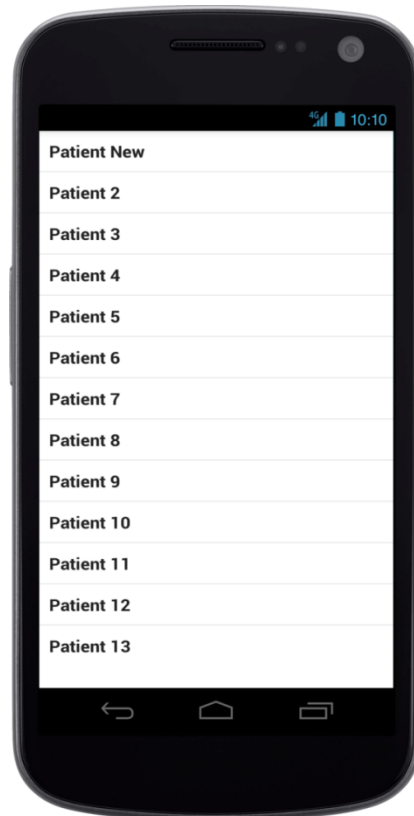 4G 10:10
Patient New
Patient 2
Patient 3
Patient 4
Patient 5
Patient 6
Patient 7
Patient 8
Patient 9
Patient 10
Patient 11
Patient 12
Patient 13